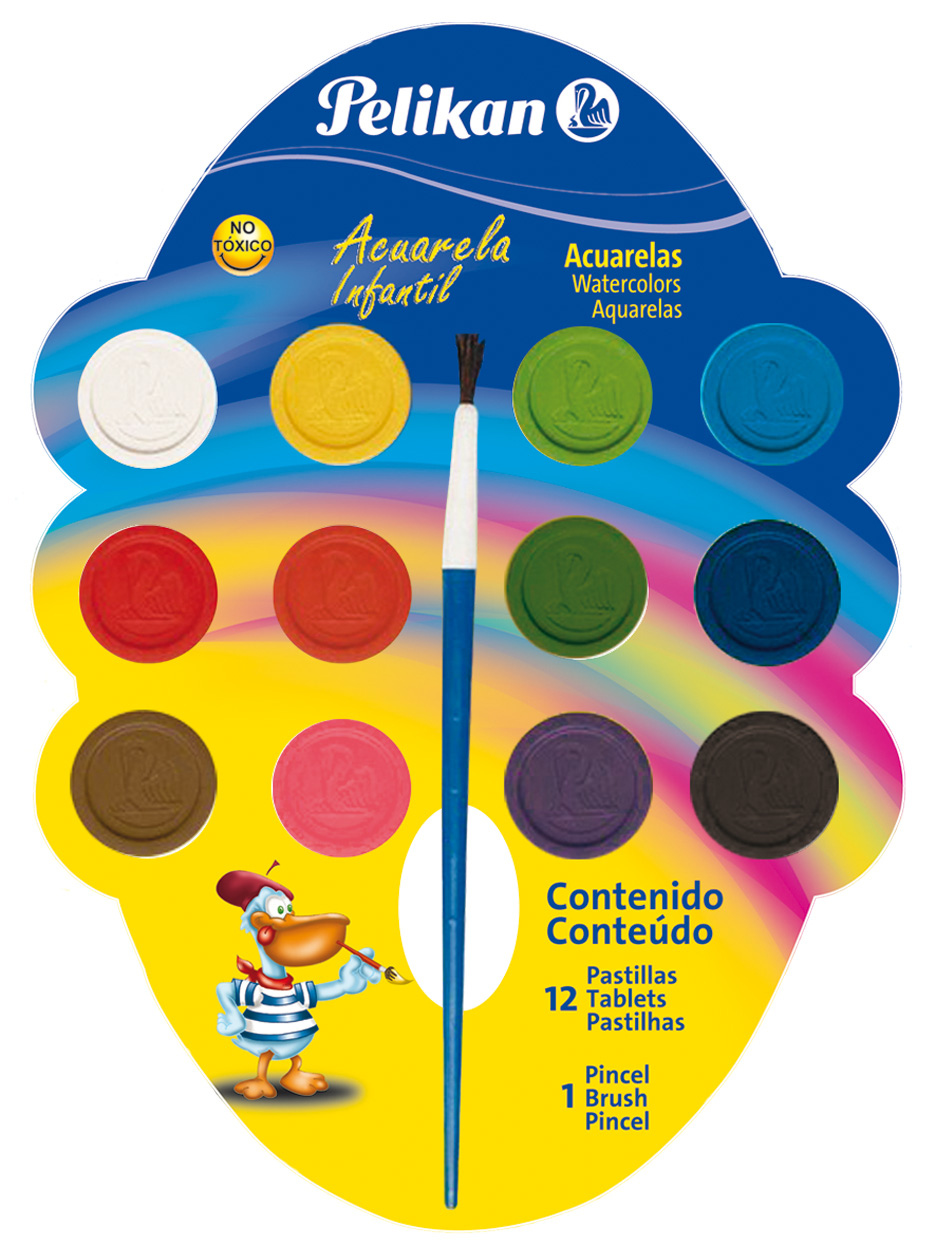 Pelikan
NO
TÓXICO
Acuarela
Infantil
Acuarelas
Watercolors
Aquarelas
Contenido
Conteúdo
12
Pastillas
Tablets
Pastilhas
1
Pincel
Brush
Pincel